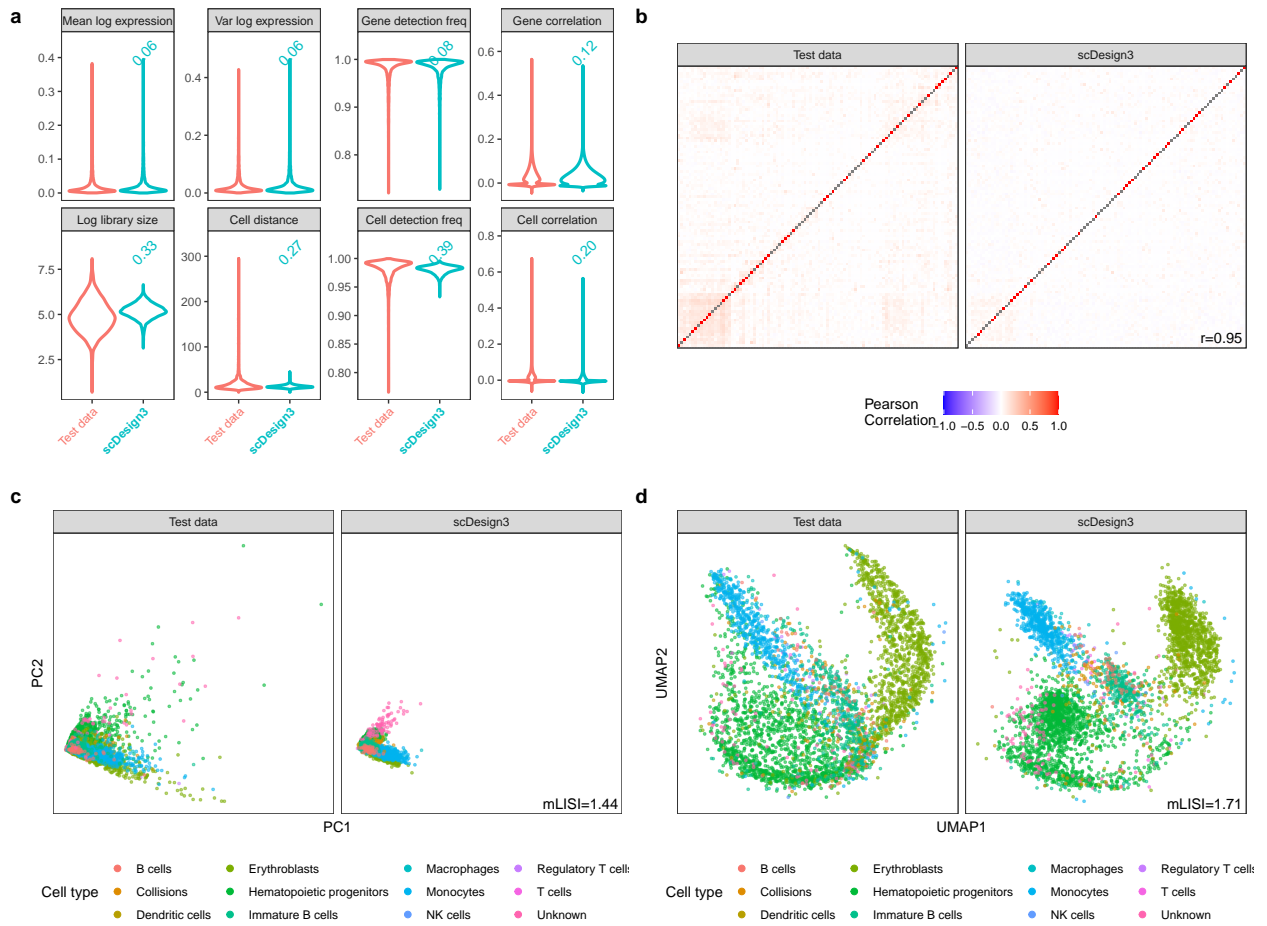 a
Mean log expression
Var log expression
Gene detection freq
Gene correlation
0.06
0.06
0.08
0.12
0.4
0.3
0.2
0.1
0.0
0.4
0.2
0.0
1.0
0.9
0.8
0.6
0.4
0.2
0.0
Log library size
Cell distance
Cell detection freq
Cell correlation
0.33
0.27
0.39
0.20
7.5
5.0
2.5
300
200
100
0
1.00
0.95
0.90
0.85
0.80
0.8
0.6
0.4
0.2
0.0
Test data
scDesign3
Test data
scDesign3
Test data
scDesign3
Test data
scDesign3
b
Test data
scDesign3
r=0.95
Pearson
Correlation
-1.0 -0.5 0.0 0.5 1.0
c
Test data
scDesign3
PC2
mLISI=1.44
PC1
Cell type
B cells
Collisions
Dendritic cells
Erythroblasts
Hematopoietic progenitors
Immature B cells
Macrophages
Monocytes
NK cells
Regulatory T cells
T cells
Unknown
d
Test data
scDesign3
UMAP2
mLISI=1.71
UMAP1
Cell type
B cells
Collisions
Dendritic cells
Erythroblasts
Hematopoietic progenitors
Immature B cells
Macrophages
Monocytes
NK cells
Regulatory T cells
T cells
Unknown